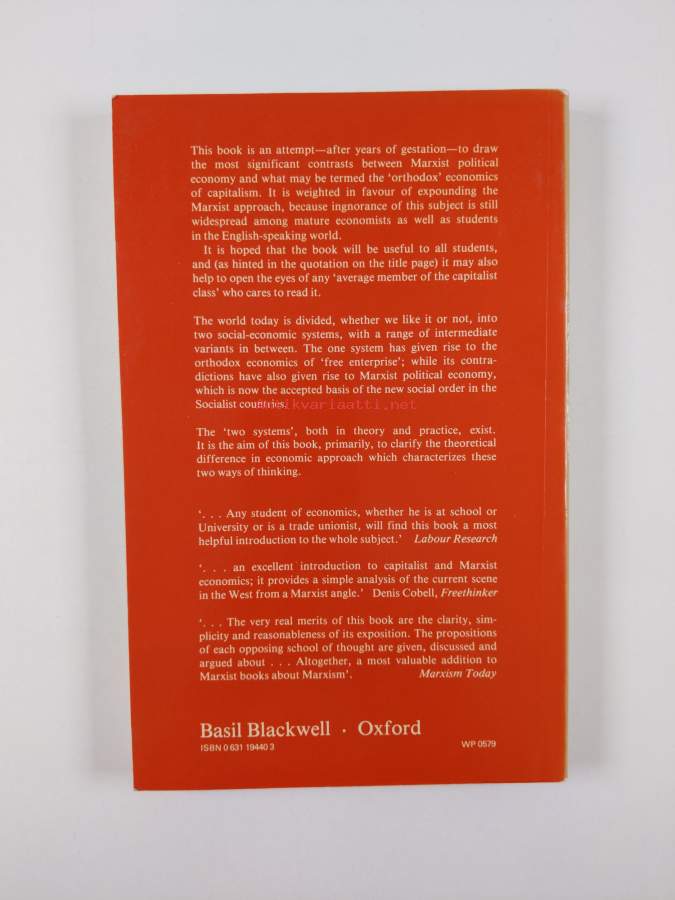 This book is an attempt—after years of gestation—to draw
the most significant contrasts between Marxist political
economy and what may be termed the ‘orthodox’ economics
of capitalism. It is weighted in favour of expounding the
Marxist approach, because ingnorance of this subject is still
widespread among mature economists as well as students
in the English-speaking world.
It is hoped that the book will be useful to all students,
and (as hinted in the quotation on the title page) it may also
help to open the eyes of any ‘average member of the capitalist
class’ who cares to read it.
The world today is divided, whether we like it or not, into
two social-economic systems, with a range of intermediate
variants in between. The one system has given rise to the
orthodox economics of ‘free enterprise’; while its contra-
dictions have also given rise to Marxist political economy,
which is now the accepted basis of the new social order in the
Socialist countries.
The ‘two systems’, both in theory and practice, exist.
It is the aim of this book, primarily, to clarify the theoretical
difference in economic approach which characterizes these
two ways of thinking.
‘. . . Any student of economics, whether he is at school or
University or is a trade unionist, will find this book a most
helpful introduction to the whole subject.’ Labour Research
‘. . . an excellent introduction to capitalist and Marxist
economics; it provides a simple analysis of the current scene
in the West from a Marxist angle.’ Denis Cobell, Freethinker
‘. . . The very real merits of this book are the clarity, sim-
plicity and reasonableness of its exposition. The propositions
of each opposing school of thought are given, discussed and
argued about . . . Altogether, a most valuable addition to
Marxist books about Marxism’. Marxism Today
Basil Blackwell · Oxford
ISBN 0 631 19440 3 WP 0579